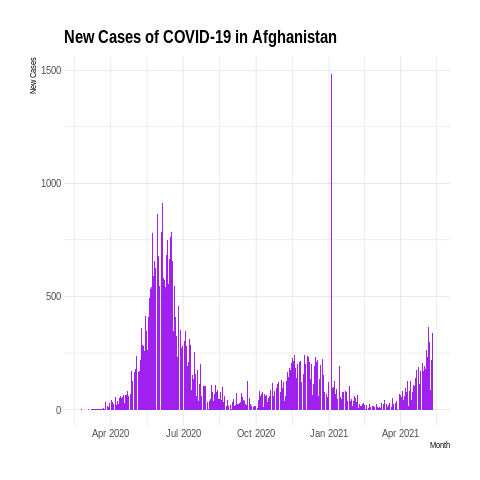 New Cases of COVID-19 in Afghanistan
New Cases
1500
1000
500
0
Apr 2020 Jul 2020 Oct 2020 Jan 2021 Apr 2021
Month